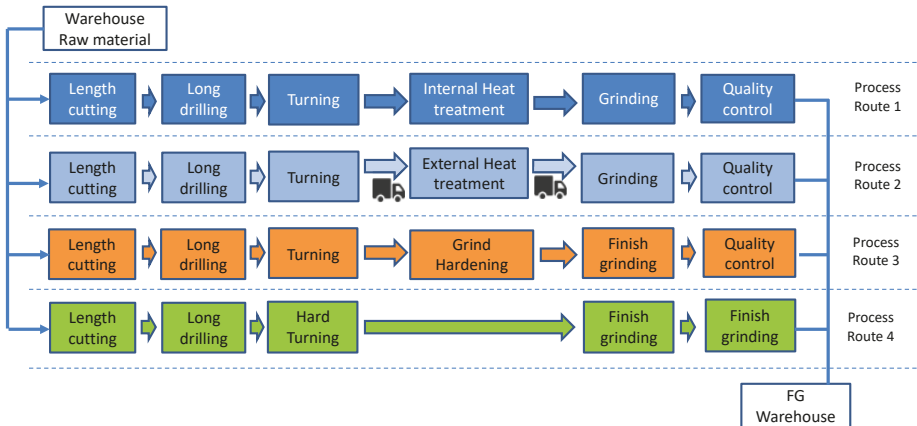 Warehouse
Raw material
Length
cutting
Long
drilling
Turning
Internal Heat
treatment
Grinding
Quality
control
Process
Route 1
Length
cutting
Long
drilling
Turning
External Heat
treatment
Grinding
Quality
control
Process
Route 2
Length
cutting
Long
drilling
Turning
Grind
Hardening
Finish
grinding
Quality
control
Process
Route 3
Length
cutting
Long
drilling
Hard
Turning
Finish
grinding
Finish
grinding
Process
Route 4
FG
Warehouse